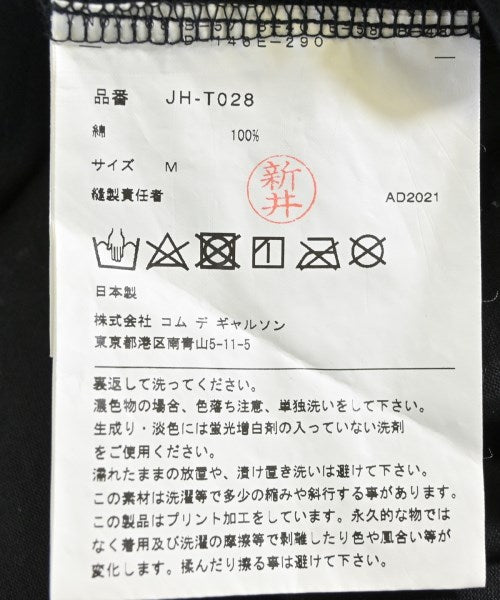 D 146E-290
品番 JH-T028
綿 100%
サイズ M
縫製責任者 新井 AD2021
日本製
株式会社 コム デ ギャルソン
東京都港区南青山5-11-5
裏返して洗ってください。
濃色物の場合、色落ち注意、単独洗いをして下さい。
生成り・淡色には蛍光増白剤の入っていない洗剤
をご使用ください。
濡れたままの放置や、漬け置き洗いは避けて下さい。
この素材は洗濯等で多少の縮みや斜行する事があります。
この製品はプリント加工をしています。永久的な物では
なく着用及び洗濯の摩擦等で剥離したり色や風合い等が
変化します。揉んだり擦る事は避けて下さい。